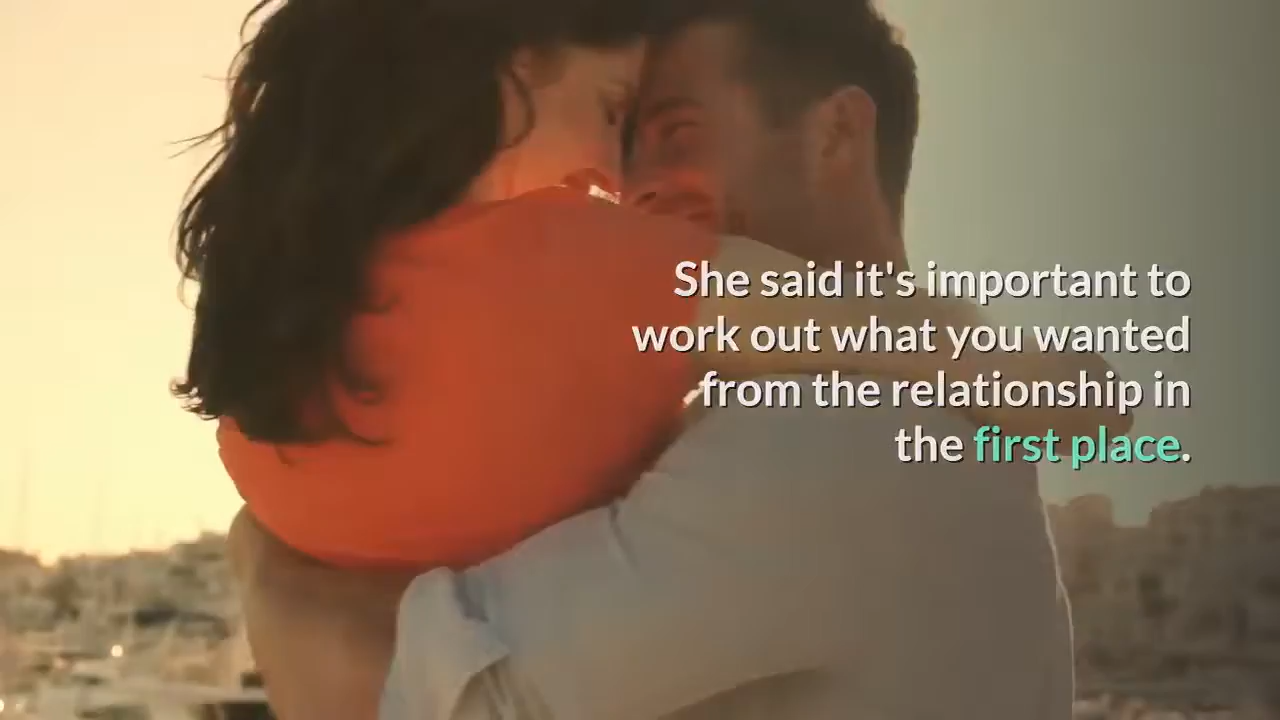 She said it's important to
work out what you wanted
from the relationship in
the first place.